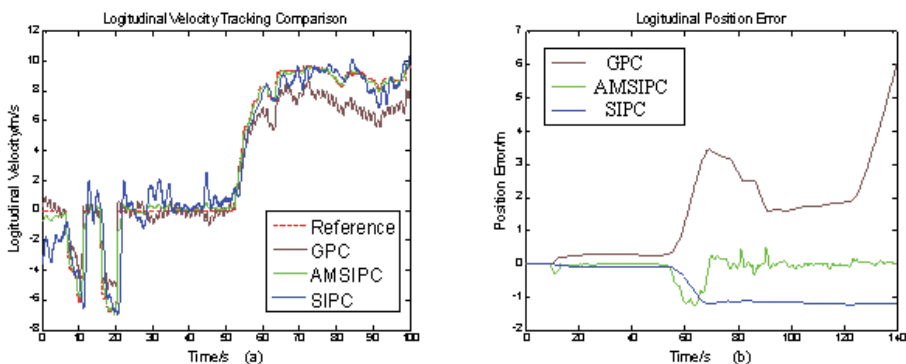 Logitudinal Velocity Tracking Comparison
12
10
8
6
4
2
0
-2
-4
-6
-8
Logitudinal Velocity/m/s
Reference
GPC
AMSIPC
SIPC
0 10 20 30 40 50 60 70 80 90 100
Time/s (a)
Logitudinal Position Error
7
6
5
4
3
2
1
0
-1
-2
Position Error/m
GPC
AMSIPC
SIPC
0 20 40 60 80 100 120 140
Time/s (b)